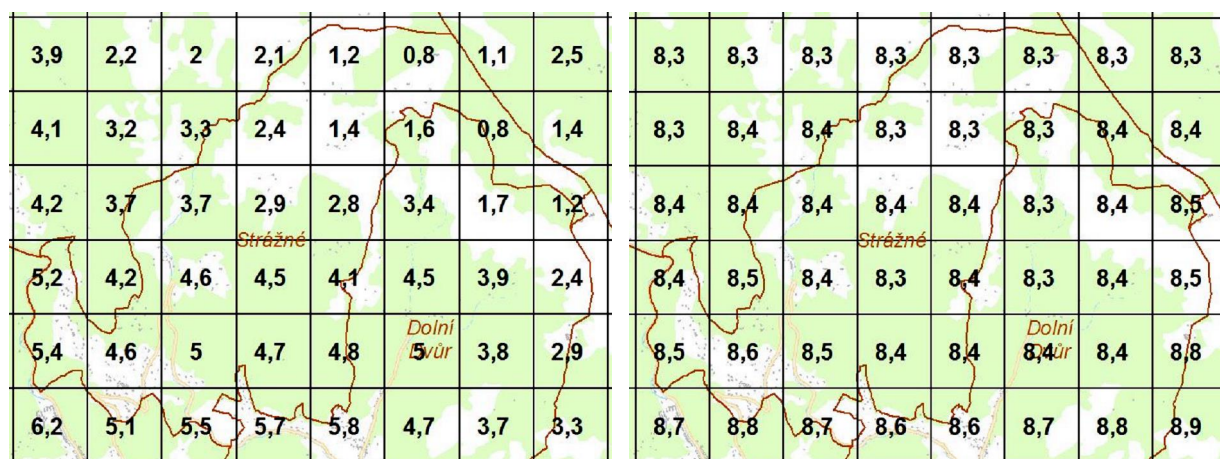 3,9 2,2 2 2,1 1,2 0,8 1,1 2,5
4,1 3,2 3,3 2,4 1,4 1,6 0,8 1,4
4,2 3,7 3,7 2,9 2,8 3,4 1,7 1,2
Strážné
5,2 4,2 4,6 4,5 4,1 4,5 3,9 2,4
Dolní
Dvůr
5,4 4,6 5 4,7 4,8 5 3,8 2,9
6,2 5,1 5,5 5,7 5,8 4,7 3,7 3,3
8,3 8,3 8,3 8,3 8,3 8,3 8,3 8,3
8,3 8,4 8,4 8,3 8,3 8,3 8,4 8,4
8,4 8,4 8,4 8,4 8,4 8,3 8,4 8,5
Strážné
8,4 8,5 8,4 8,3 8,4 8,3 8,4 8,5
Dolní
Dvůr
8,5 8,6 8,5 8,4 8,4 8,4 8,4 8,8
8,7 8,8 8,7 8,6 8,6 8,7 8,8 8,9